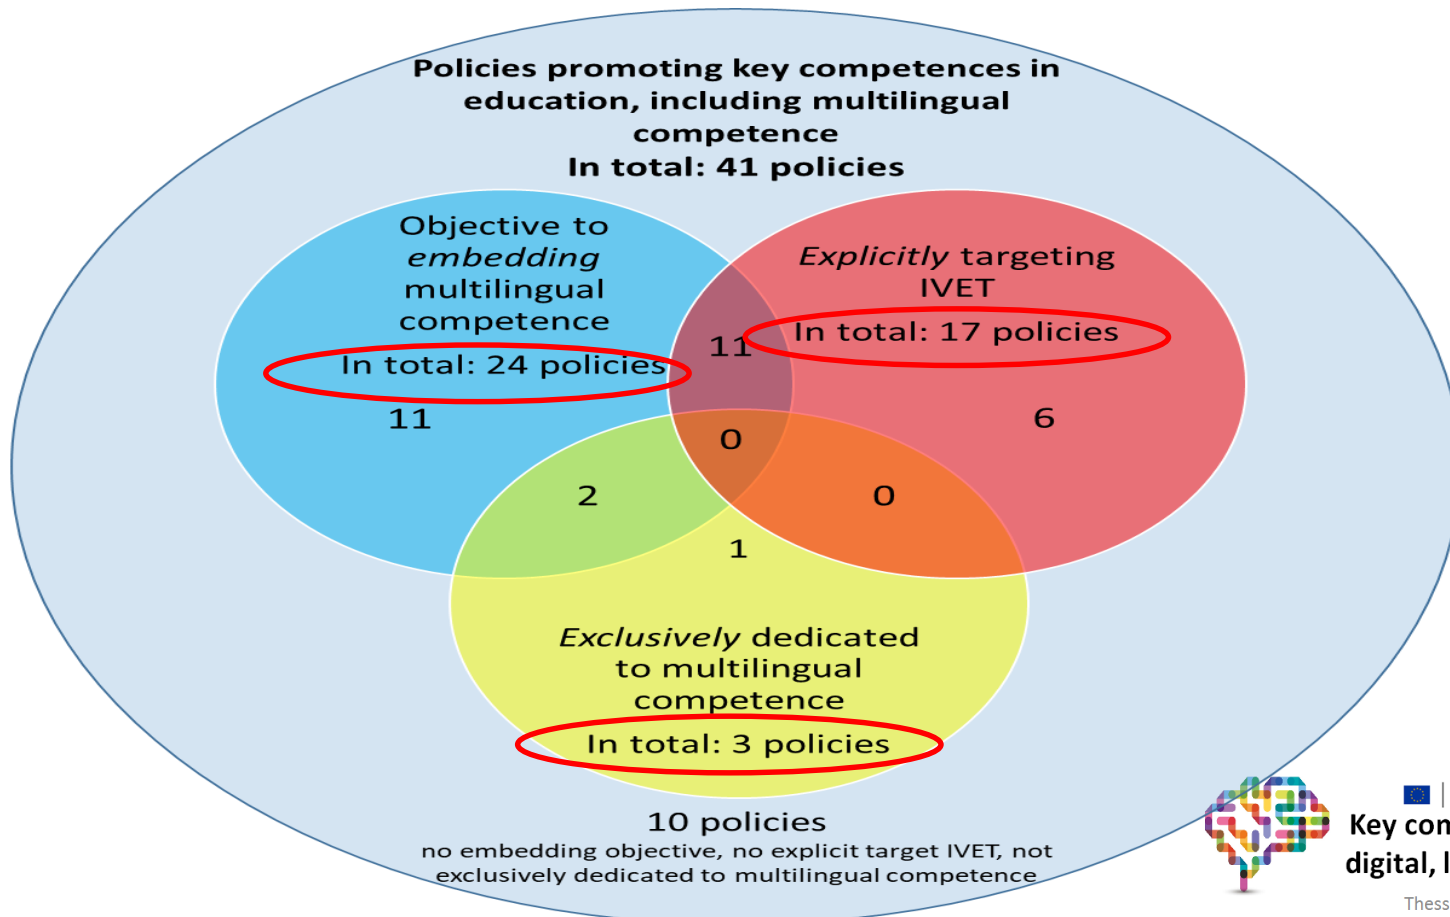 Policies promoting key competences in
education, including multilingual
competence
In total: 41 policies
Objective to
embedding
multilingual
competence
In total: 24 policies
11
Explicitly targeting
IVET
In total: 17 policies
11
6
0
2
0
1
Exclusively dedicated
to multilingual
competence
In total: 3 policies
10 policies
no embedding objective, no explicit target IVET, not
exclusively dedicated to multilingual competence
Key con
digital, l
Thess